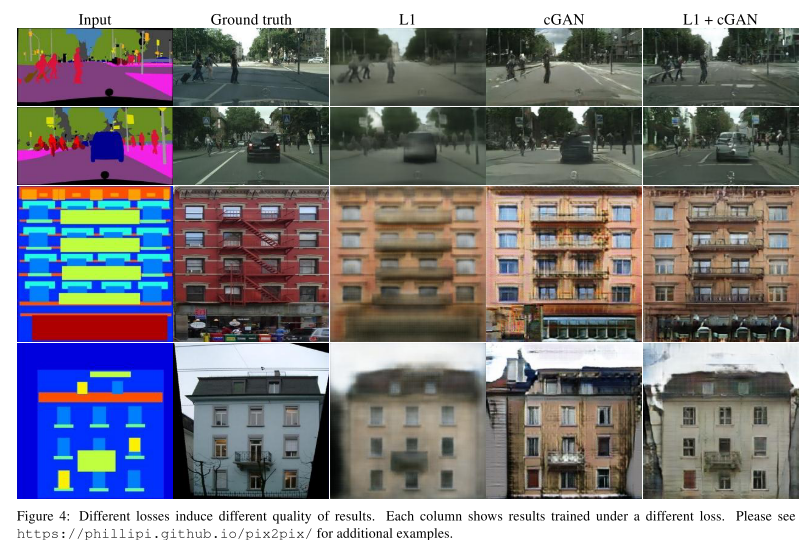 Input Ground truth L1 cGAN L1 + cGAN
Figure 4: Different losses induce different quality of results. Each column shows results trained under a different loss. Please see
https://phillipi.github.io/pix2pix/ for additional examples.